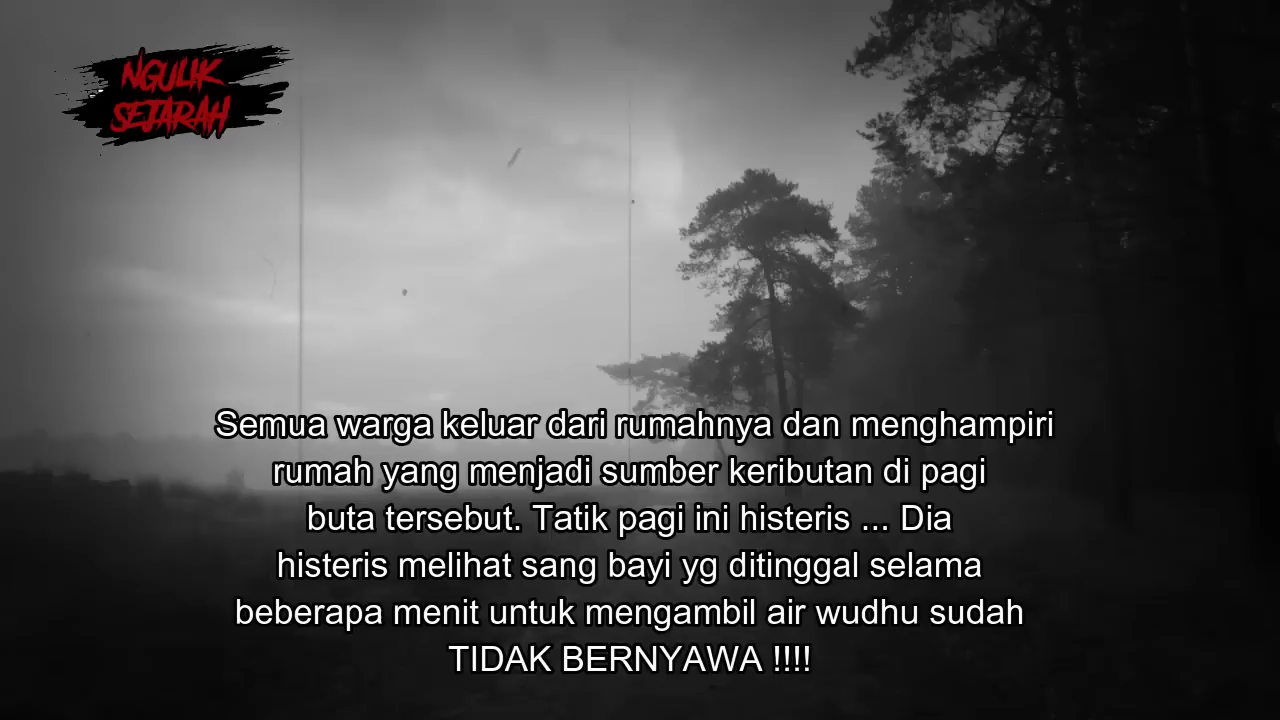 NGULIK
SEJARAH
Semua warga keluar dari rumahnya dan menghampiri
rumah yang menjadi sumber keributan di pagi
buta tersebut. Tatik pagi ini histeris ... Dia
histeris melihat sang bayi yg ditinggal selama
beberapa menit untuk mengambil air wudhu sudah
TIDAK BERNYAWA !!!!